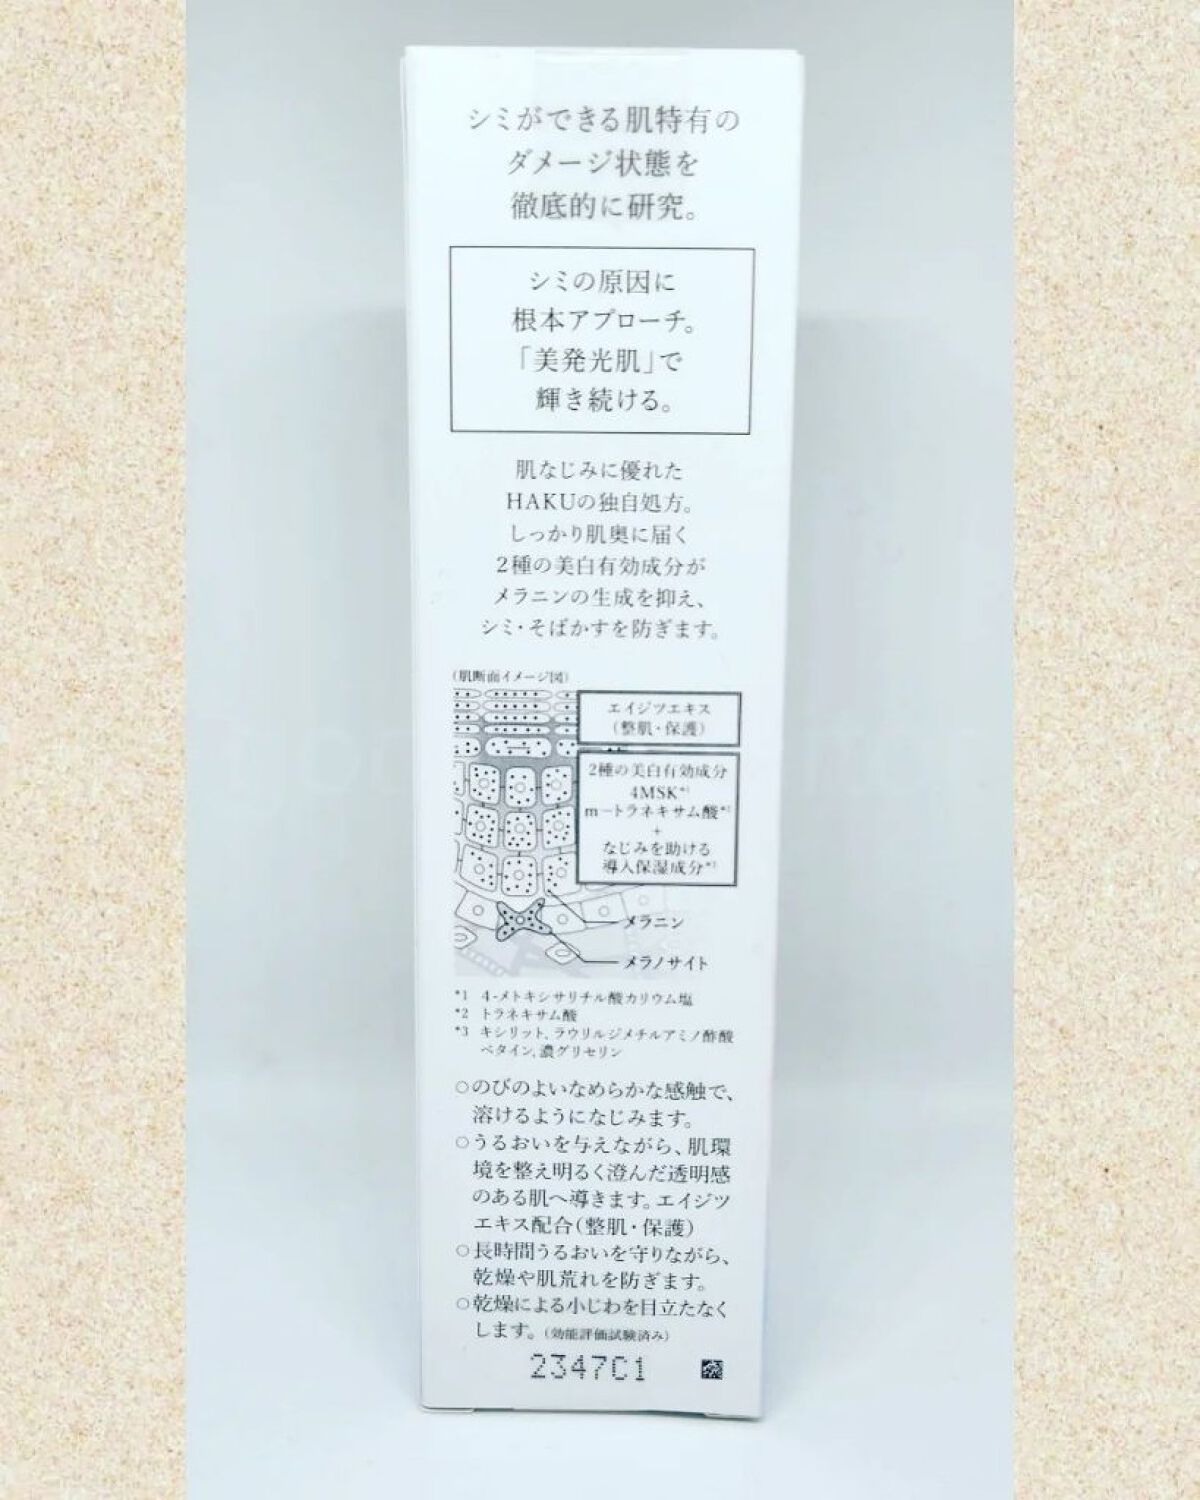 シミができる肌特有の
ダメージ状態を
徹底的に研究。
シミの原因に
根本アプローチ。
「美発光肌」で
輝き続ける。
肌なじみに優れた
HAKUの独自処方。
しっかり肌奥に届く
2種の美白有効成分が
メラニンの生成を抑え、
シミ・そばかすを防ぎます。
(肌断面イメージ図)
エイジツエキス
(整肌・保護)
2種の美白有効成分
4MSK*1
m-トラネキサム酸*2
+
なじみを助ける
導入保湿成分*3
メラニン
メラノサイト
*1 4-メトキシサリチル酸カリウム塩
*2 トラネキサム酸
*3 キシリット、ラウリルジメチルアミノ酢酸
ベタイン、濃グリセリン
○のびのよいなめらかな感触で、
溶けるようになじみます。
○うるおいを与えながら、肌環
境を整え明るく澄んだ透明感
のある肌へ導きます。エイジツ
エキス配合(整肌・保護)
○長時間うるおいを守りながら、
乾燥や肌荒れを防ぎます。
○乾燥による小じわを目立たなく
します。(効能評価試験済み)
2347C1